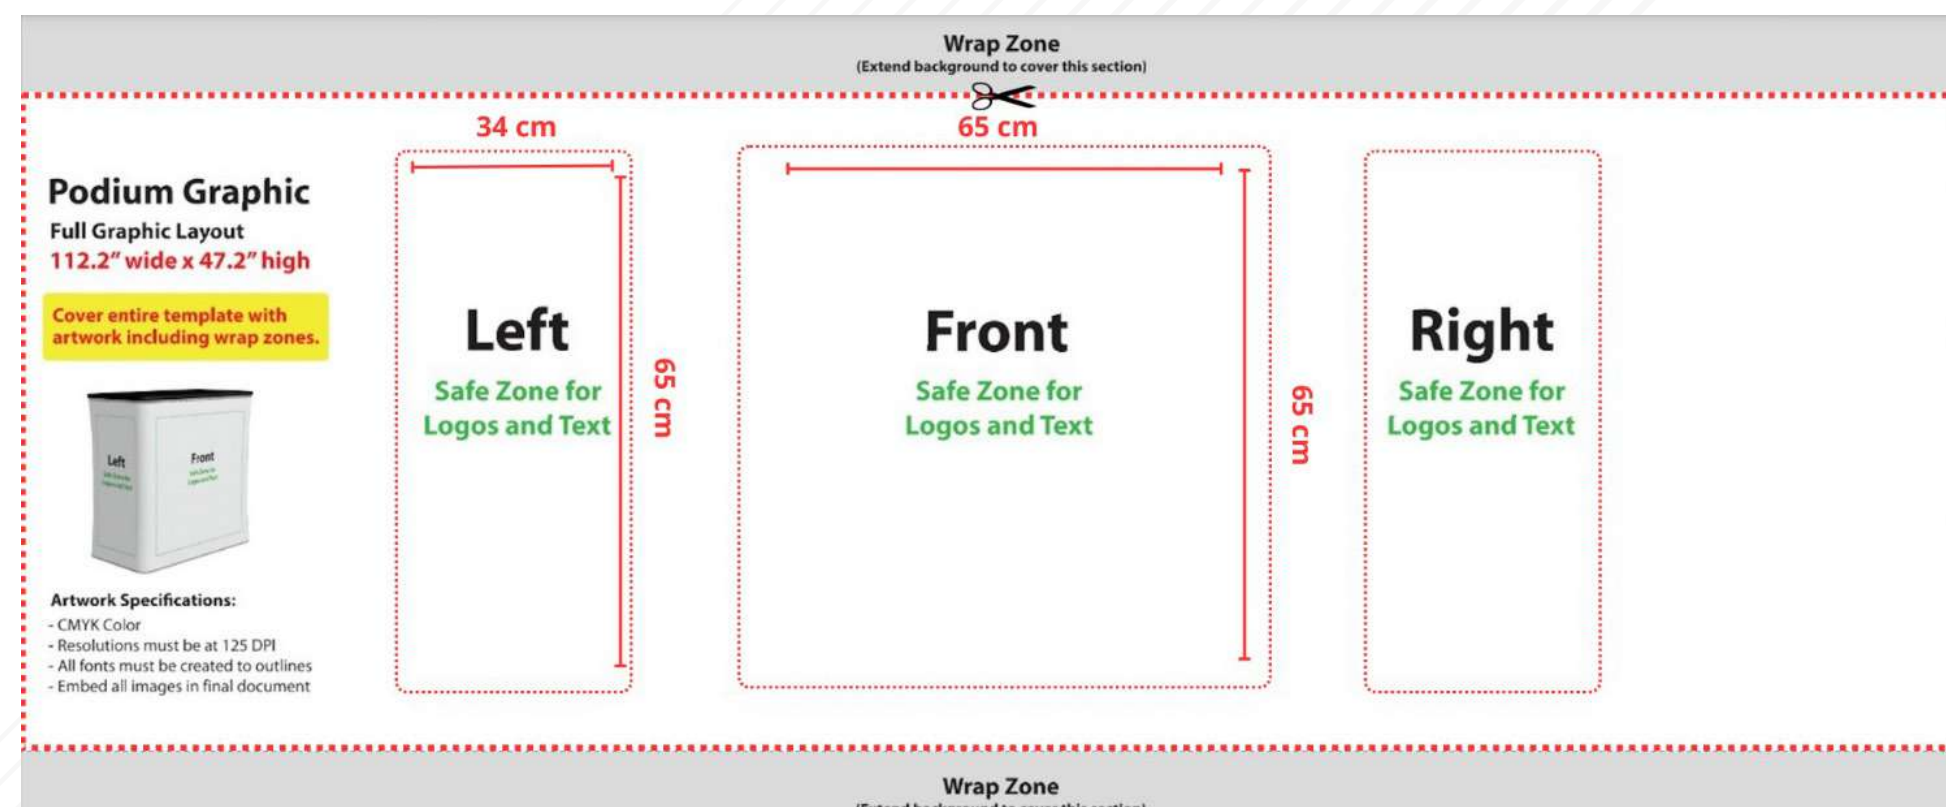 Wrap Zone
(Extend background to cover this section)
34 cm
65 cm
Podium Graphic
Full Graphic Layout
112.2" wide x 47.2" high
Cover entire template with
artwork including wrap zones.
Left
Front
Artwork Specifications:
- CMYK Color
- Resolutions must be at 125 DPI
- All fonts must be created to outlines
- Embed all images in final document
Left
Safe Zone for
Logos and Text
65 cm
Front
Safe Zone for
Logos and Text
65 cm
Right
Safe Zone for
Logos and Text
Wrap Zone